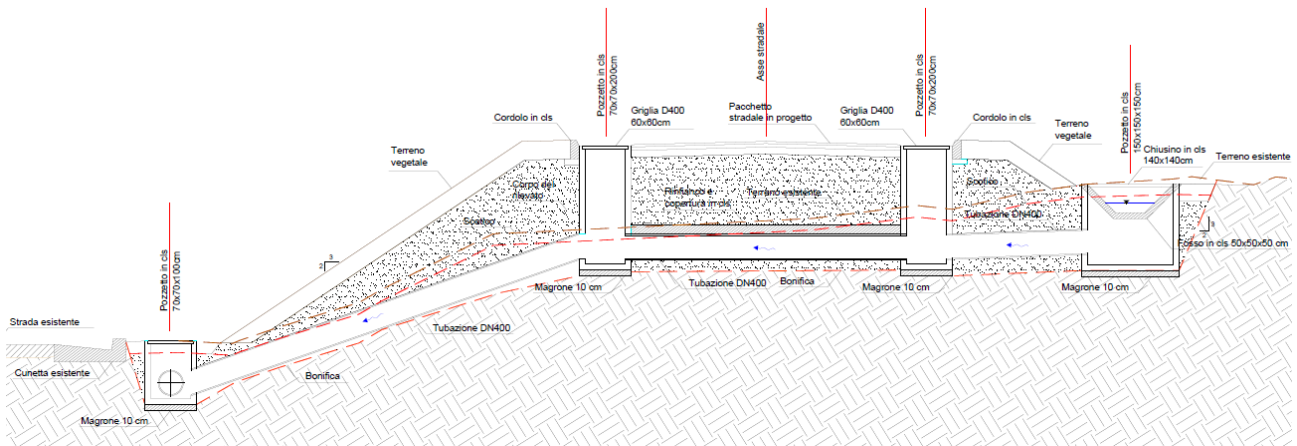 Pozzetto in cls
70x70x200cm
Asse stradale
Pozzetto in cls
70x70x200cm
Pozzetto in cls
150x150x150cm
Cordolo in cls
Griglia D400
60x60cm
Pacchetto
stradale in progetto
Griglia D400
60x60cm
Cordolo in cls
Terreno
vegetale
Chiusino in cls
140x140cm
Terreno esistente
Terreno
vegetale
Corpo del
rilevato
Scotico
Rinfianco e
copertura in cls
Terreno esistente
Scotico
Tubazione DN400
Fosso in cls 50x50x50 cm
3
2
3
Pozzetto in cls
70x70x100cm
Magrone 10 cm
Tubazione DN400
Bonifica
Magrone 10 cm
Magrone 10 cm
Strada esistente
Tubazione DN400
Cunetta esistente
Bonifica
Magrone 10 cm